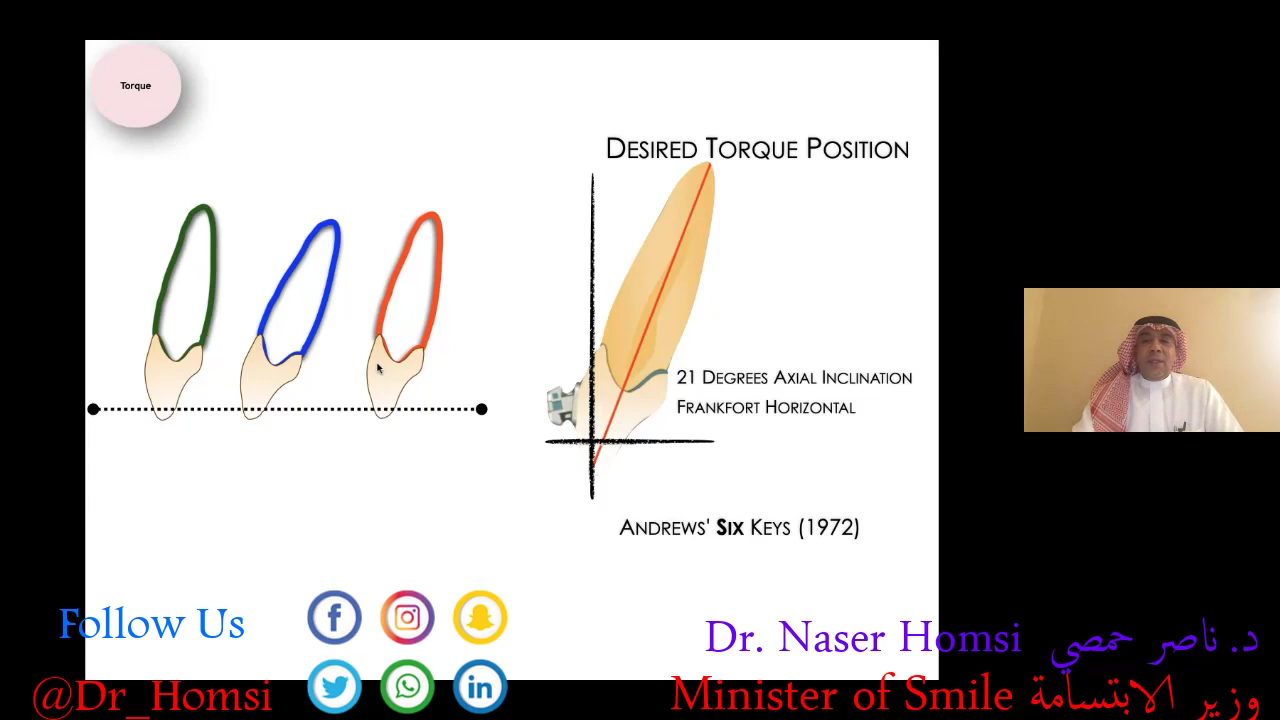 Torque
DESIRED TORQUE POSITION
21 DEGREES AXIAL INCLINATION
FRANKFORT HORIZONTAL
ANDREWS' SIX KEYS (1972)
Follow Us
@Dr_Homsi
Dr. Naser Homsi د. ناصر حمصي
Minister of Smile وزير الابتسامة